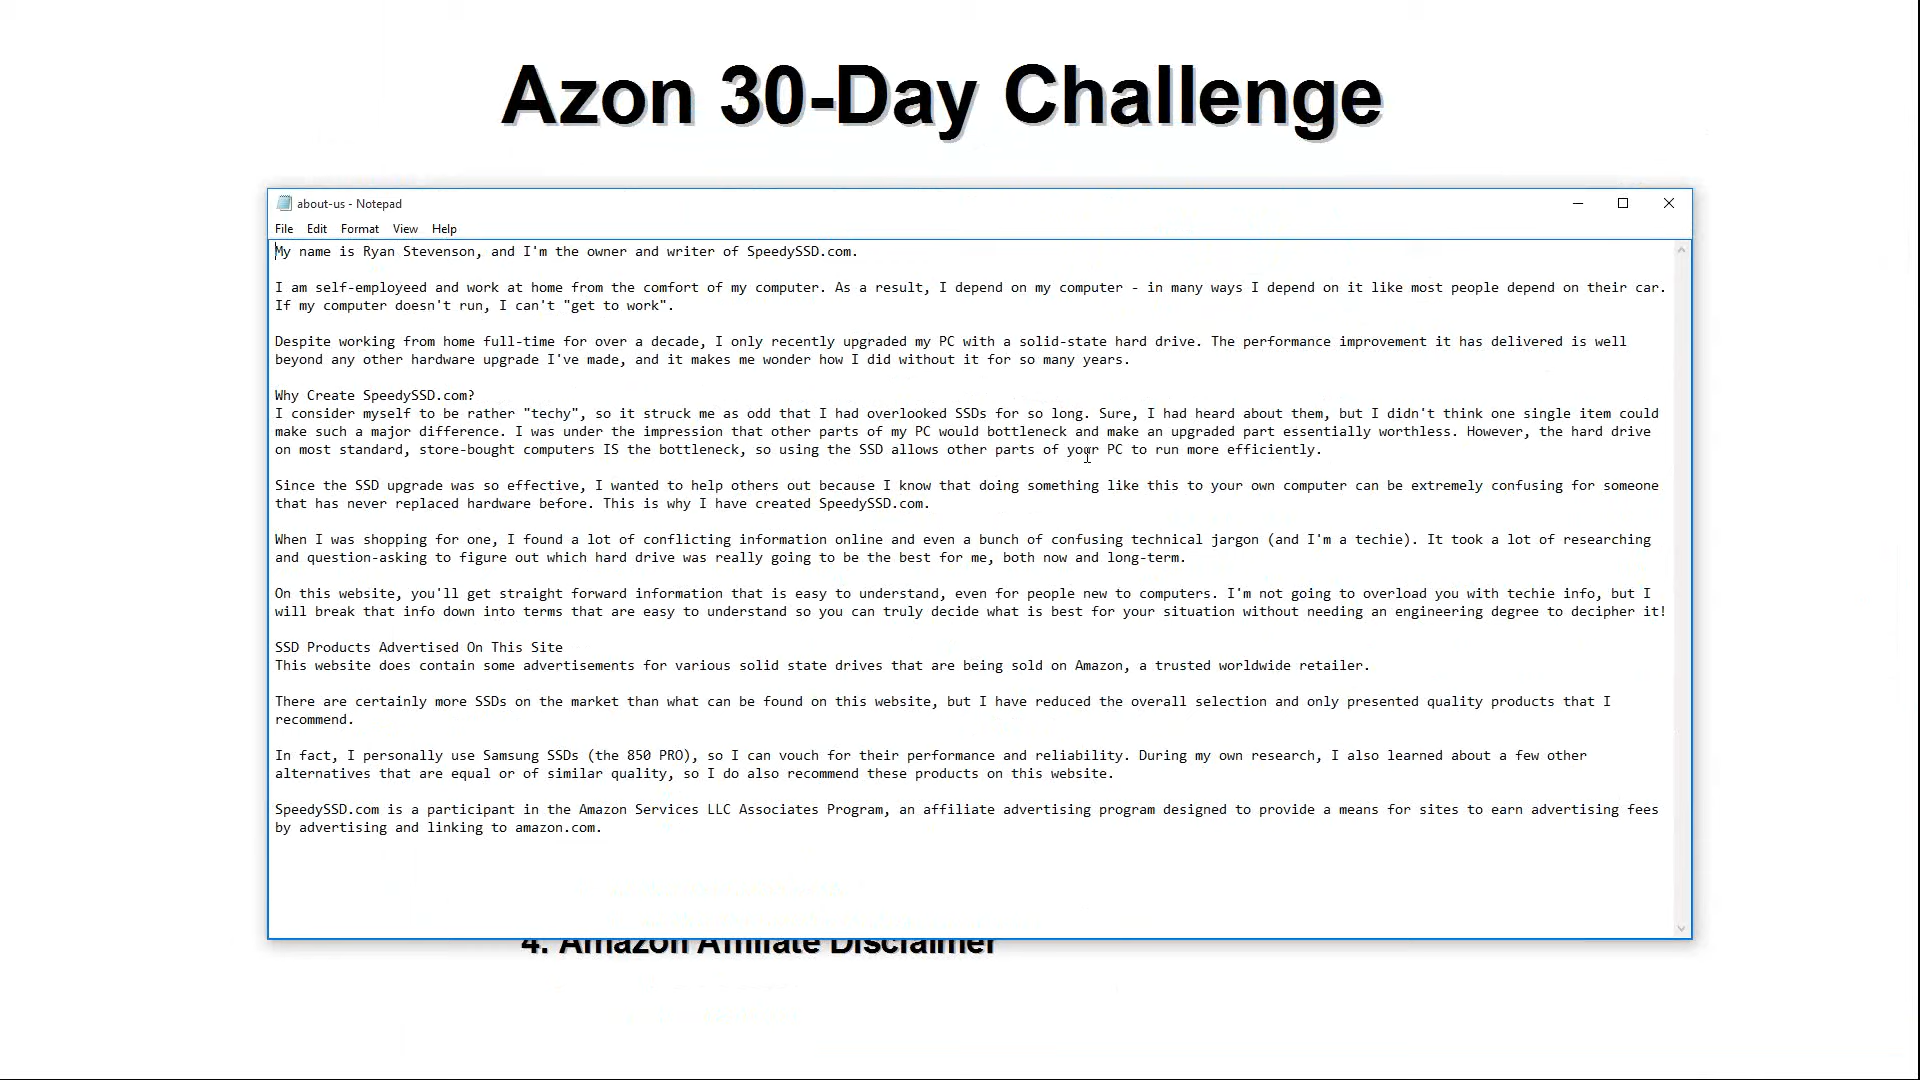 Azon 30-Day Challenge
about-us - Notepad
File Edit Format View Help
My name is Ryan Stevenson, and I'm the owner and writer of SpeedySSD.com.
I am self-employeed and work at home from the comfort of my computer. As a result, I depend on my computer - in many ways I depend on it like most people depend on their car.
If my computer doesn't run, I can't "get to work".
Despite working from home full-time for over a decade, I only recently upgraded my PC with a solid-state hard drive. The performance improvement it has delivered is well
beyond any other hardware upgrade I've made, and it makes me wonder how I did without it for so many years.
Why Create SpeedySSD.com?
I consider myself to be rather "techy", so it struck me as odd that I had overlooked SSDs for so long. Sure, I had heard about them, but I didn't think one single item could
make such a major difference. I was under the impression that other parts of my PC would bottleneck and make an upgraded part essentially worthless. However, the hard drive
on most standard, store-bought computers IS the bottleneck, so using the SSD allows other parts of your PC to run more efficiently.
Since the SSD upgrade was so effective, I wanted to help others out because I know that doing something like this to your own computer can be extremely confusing for someone
that has never replaced hardware before. This is why I have created SpeedySSD.com.
When I was shopping for one, I found a lot of conflicting information online and even a bunch of confusing technical jargon (and I'm a techie). It took a lot of researching
and question-asking to figure out which hard drive was really going to be the best for me, both now and long-term.
On this website, you'll get straight forward information that is easy to understand, even for people new to computers. I'm not going to overload you with techie info, but I
will break that info down into terms that are easy to understand so you can truly decide what is best for your situation without needing an engineering degree to decipher it!
SSD Products Advertised On This Site
This website does contain some advertisements for various solid state drives that are being sold on Amazon, a trusted worldwide retailer.
There are certainly more SSDs on the market than what can be found on this website, but I have reduced the overall selection and only presented quality products that I
recommend.
In fact, I personally use Samsung SSDs (the 850 PRO), so I can vouch for their performance and reliability. During my own research, I also learned about a few other
alternatives that are equal or of similar quality, so I do also recommend these products on this website.
SpeedySSD.com is a participant in the Amazon Services LLC Associates Program, an affiliate advertising program designed to provide a means for sites to earn advertising fees
by advertising and linking to amazon.com.
4. Amazon Affiliate Disclaimer